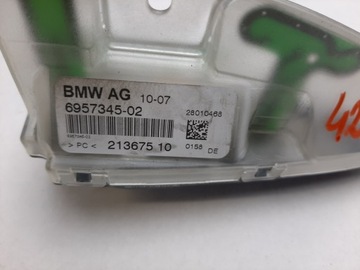 BMW AG 10-07
6957345-02
28010468
> PC < 213675 10
0158 DE